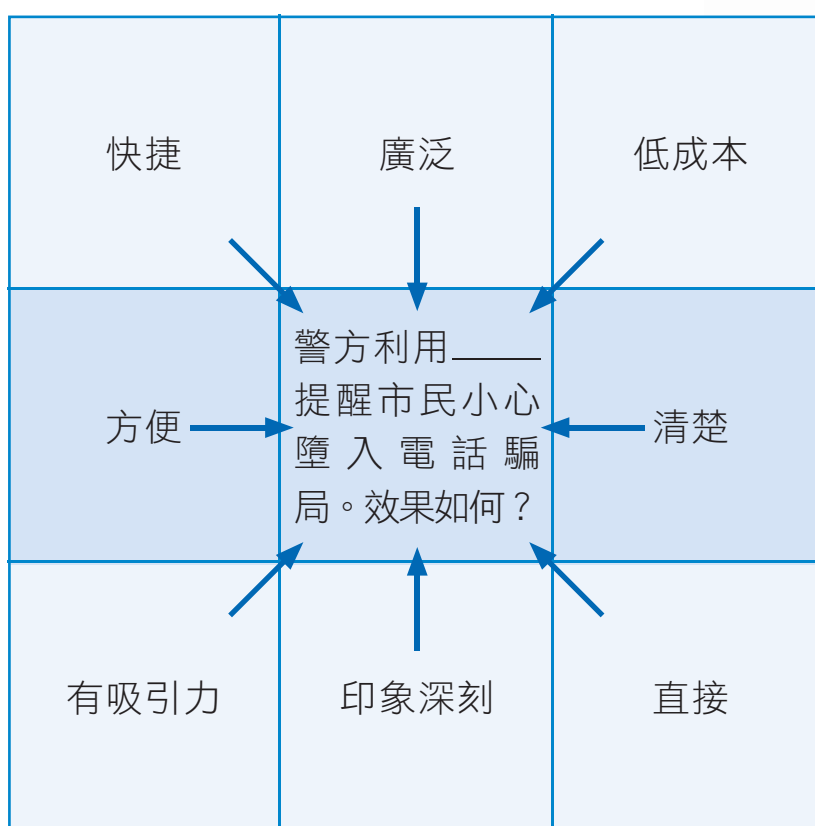 快捷
廣泛
低成本
警方利用_____
提醒市民小心
墮入電話騙
局。效果如何？
方便
清楚
有吸引力
印象深刻
直接